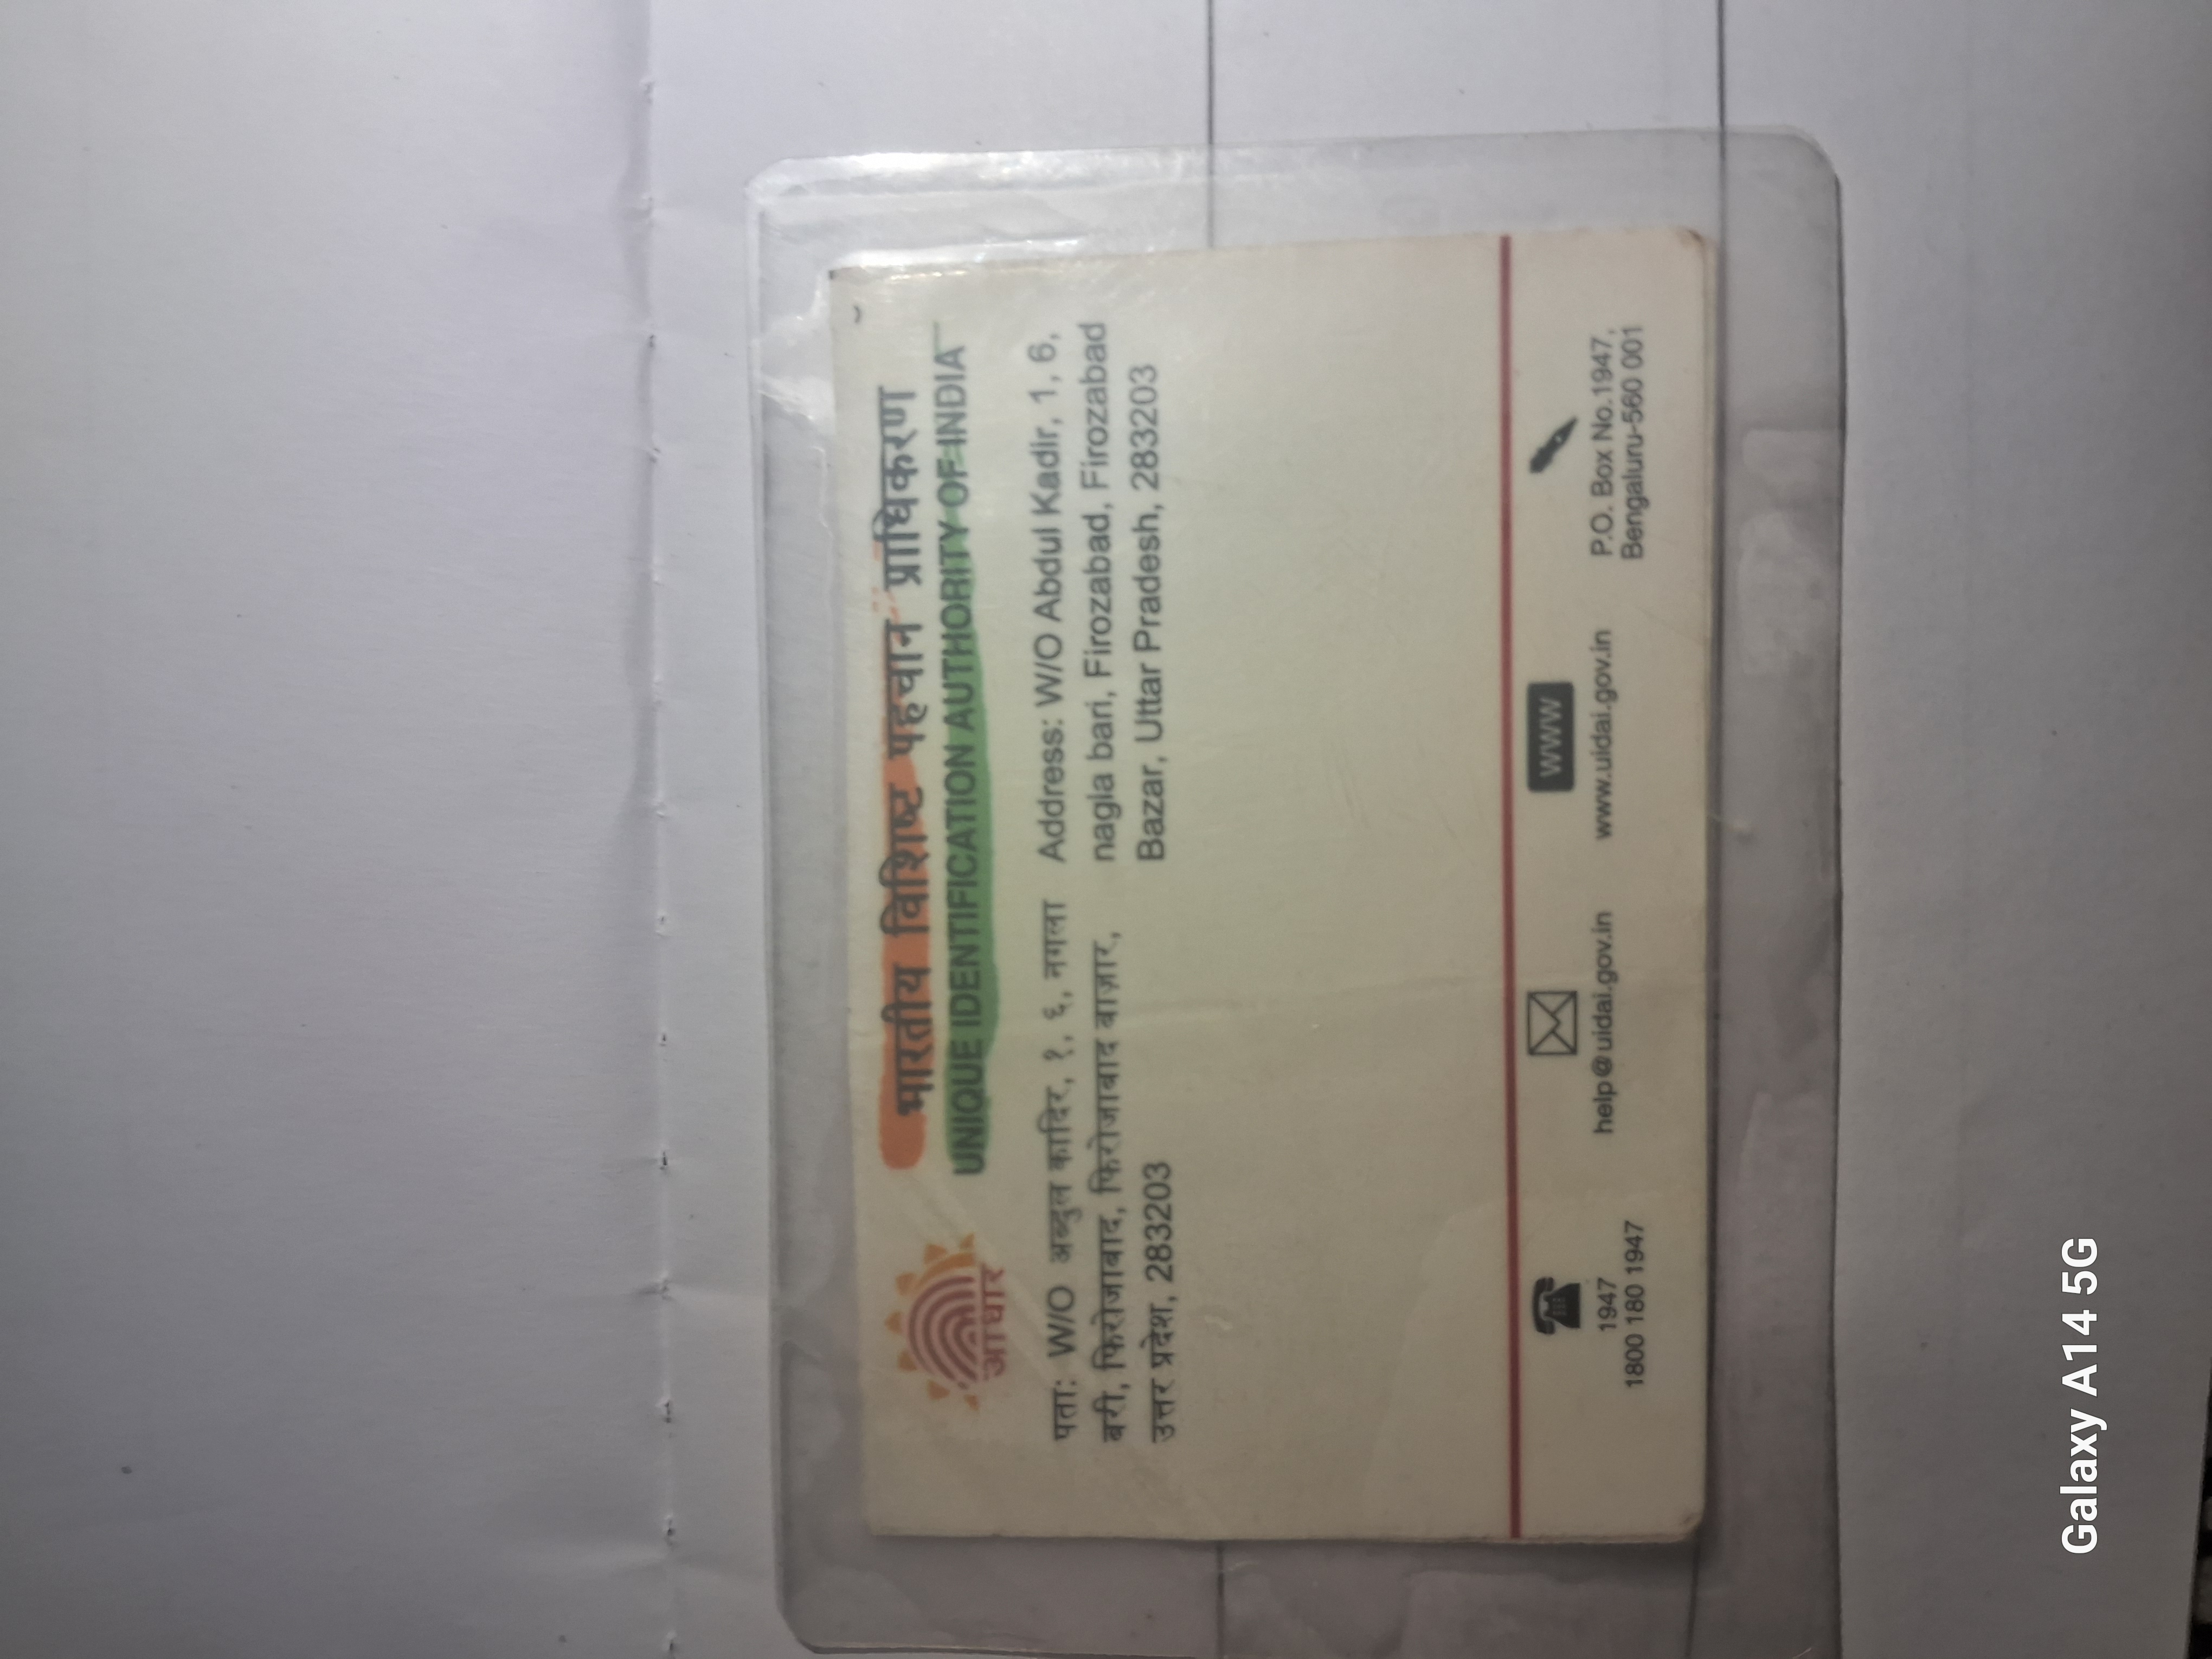 भारतीय विशिष्ट पहचान प्राधिकरण
UNIQUE IDENTIFICATION AUTHORITY OF INDIA
आधार
पता: W/O अब्दुल कादिर, १, ६, नगला
बरी, फिरोजाबाद, फिरोजाबाद बाज़ार,
उत्तर प्रदेश, 283203
Address: W/O Abdul Kadir, 1, 6,
nagla bari, Firozabad, Firozabad
Bazar, Uttar Pradesh, 283203
1947
1800 180 1947
help@uidai.gov.in
WWW
www.uidai.gov.in
P.O. Box No.1947,
Bengaluru-560 001
Galaxy A14 5G